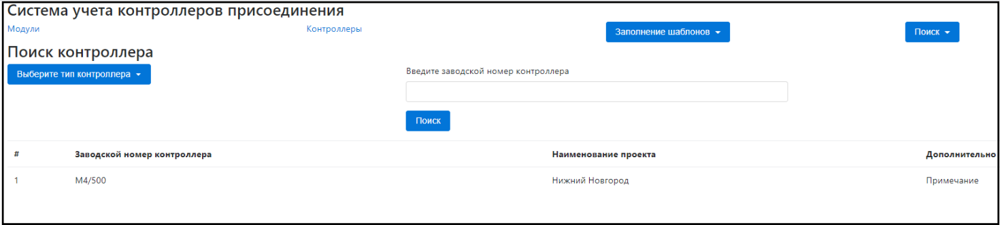 Система учета контроллеров присоединения
Модули Контроллеры Заполнение шаблонов Поиск
Поиск контроллера
Выберите тип контроллера Введите заводской номер контроллера
Поиск
# Заводской номер контроллера Наименование проекта Дополнительно
1 М4/500 Нижний Новгород Примечание